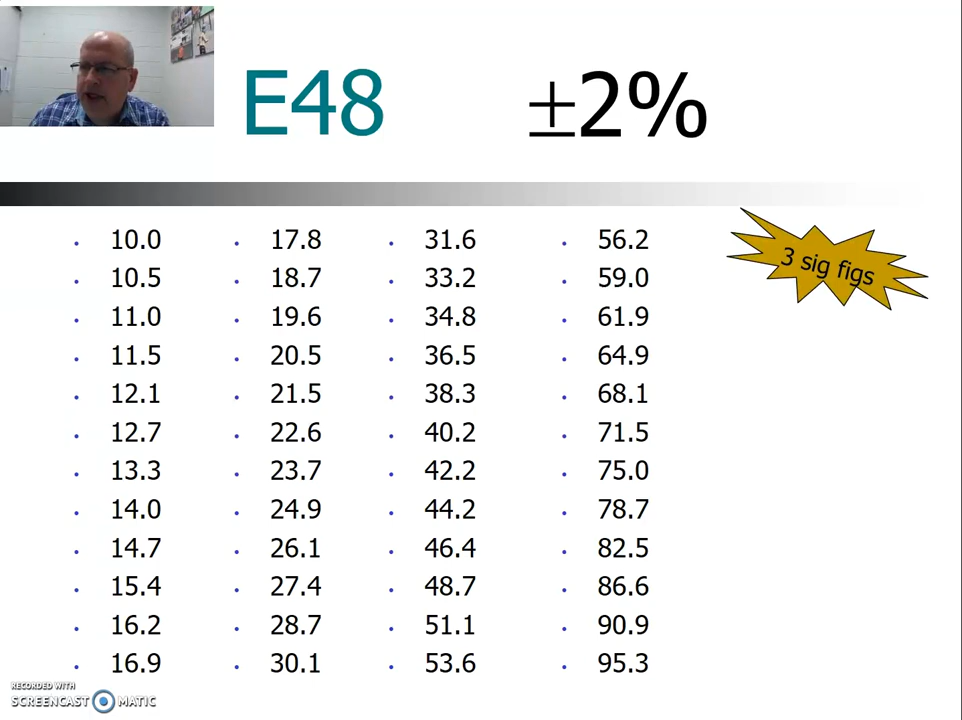 E48 ±2%
3 sig figs
• 10.0 • 17.8 • 31.6 • 56.2
• 10.5 • 18.7 • 33.2 • 59.0
• 11.0 • 19.6 • 34.8 • 61.9
• 11.5 • 20.5 • 36.5 • 64.9
• 12.1 • 21.5 • 38.3 • 68.1
• 12.7 • 22.6 • 40.2 • 71.5
• 13.3 • 23.7 • 42.2 • 75.0
• 14.0 • 24.9 • 44.2 • 78.7
• 14.7 • 26.1 • 46.4 • 82.5
• 15.4 • 27.4 • 48.7 • 86.6
• 16.2 • 28.7 • 51.1 • 90.9
• 16.9 • 30.1 • 53.6 • 95.3
RECORDED WITH
SCREENCAST MATIC